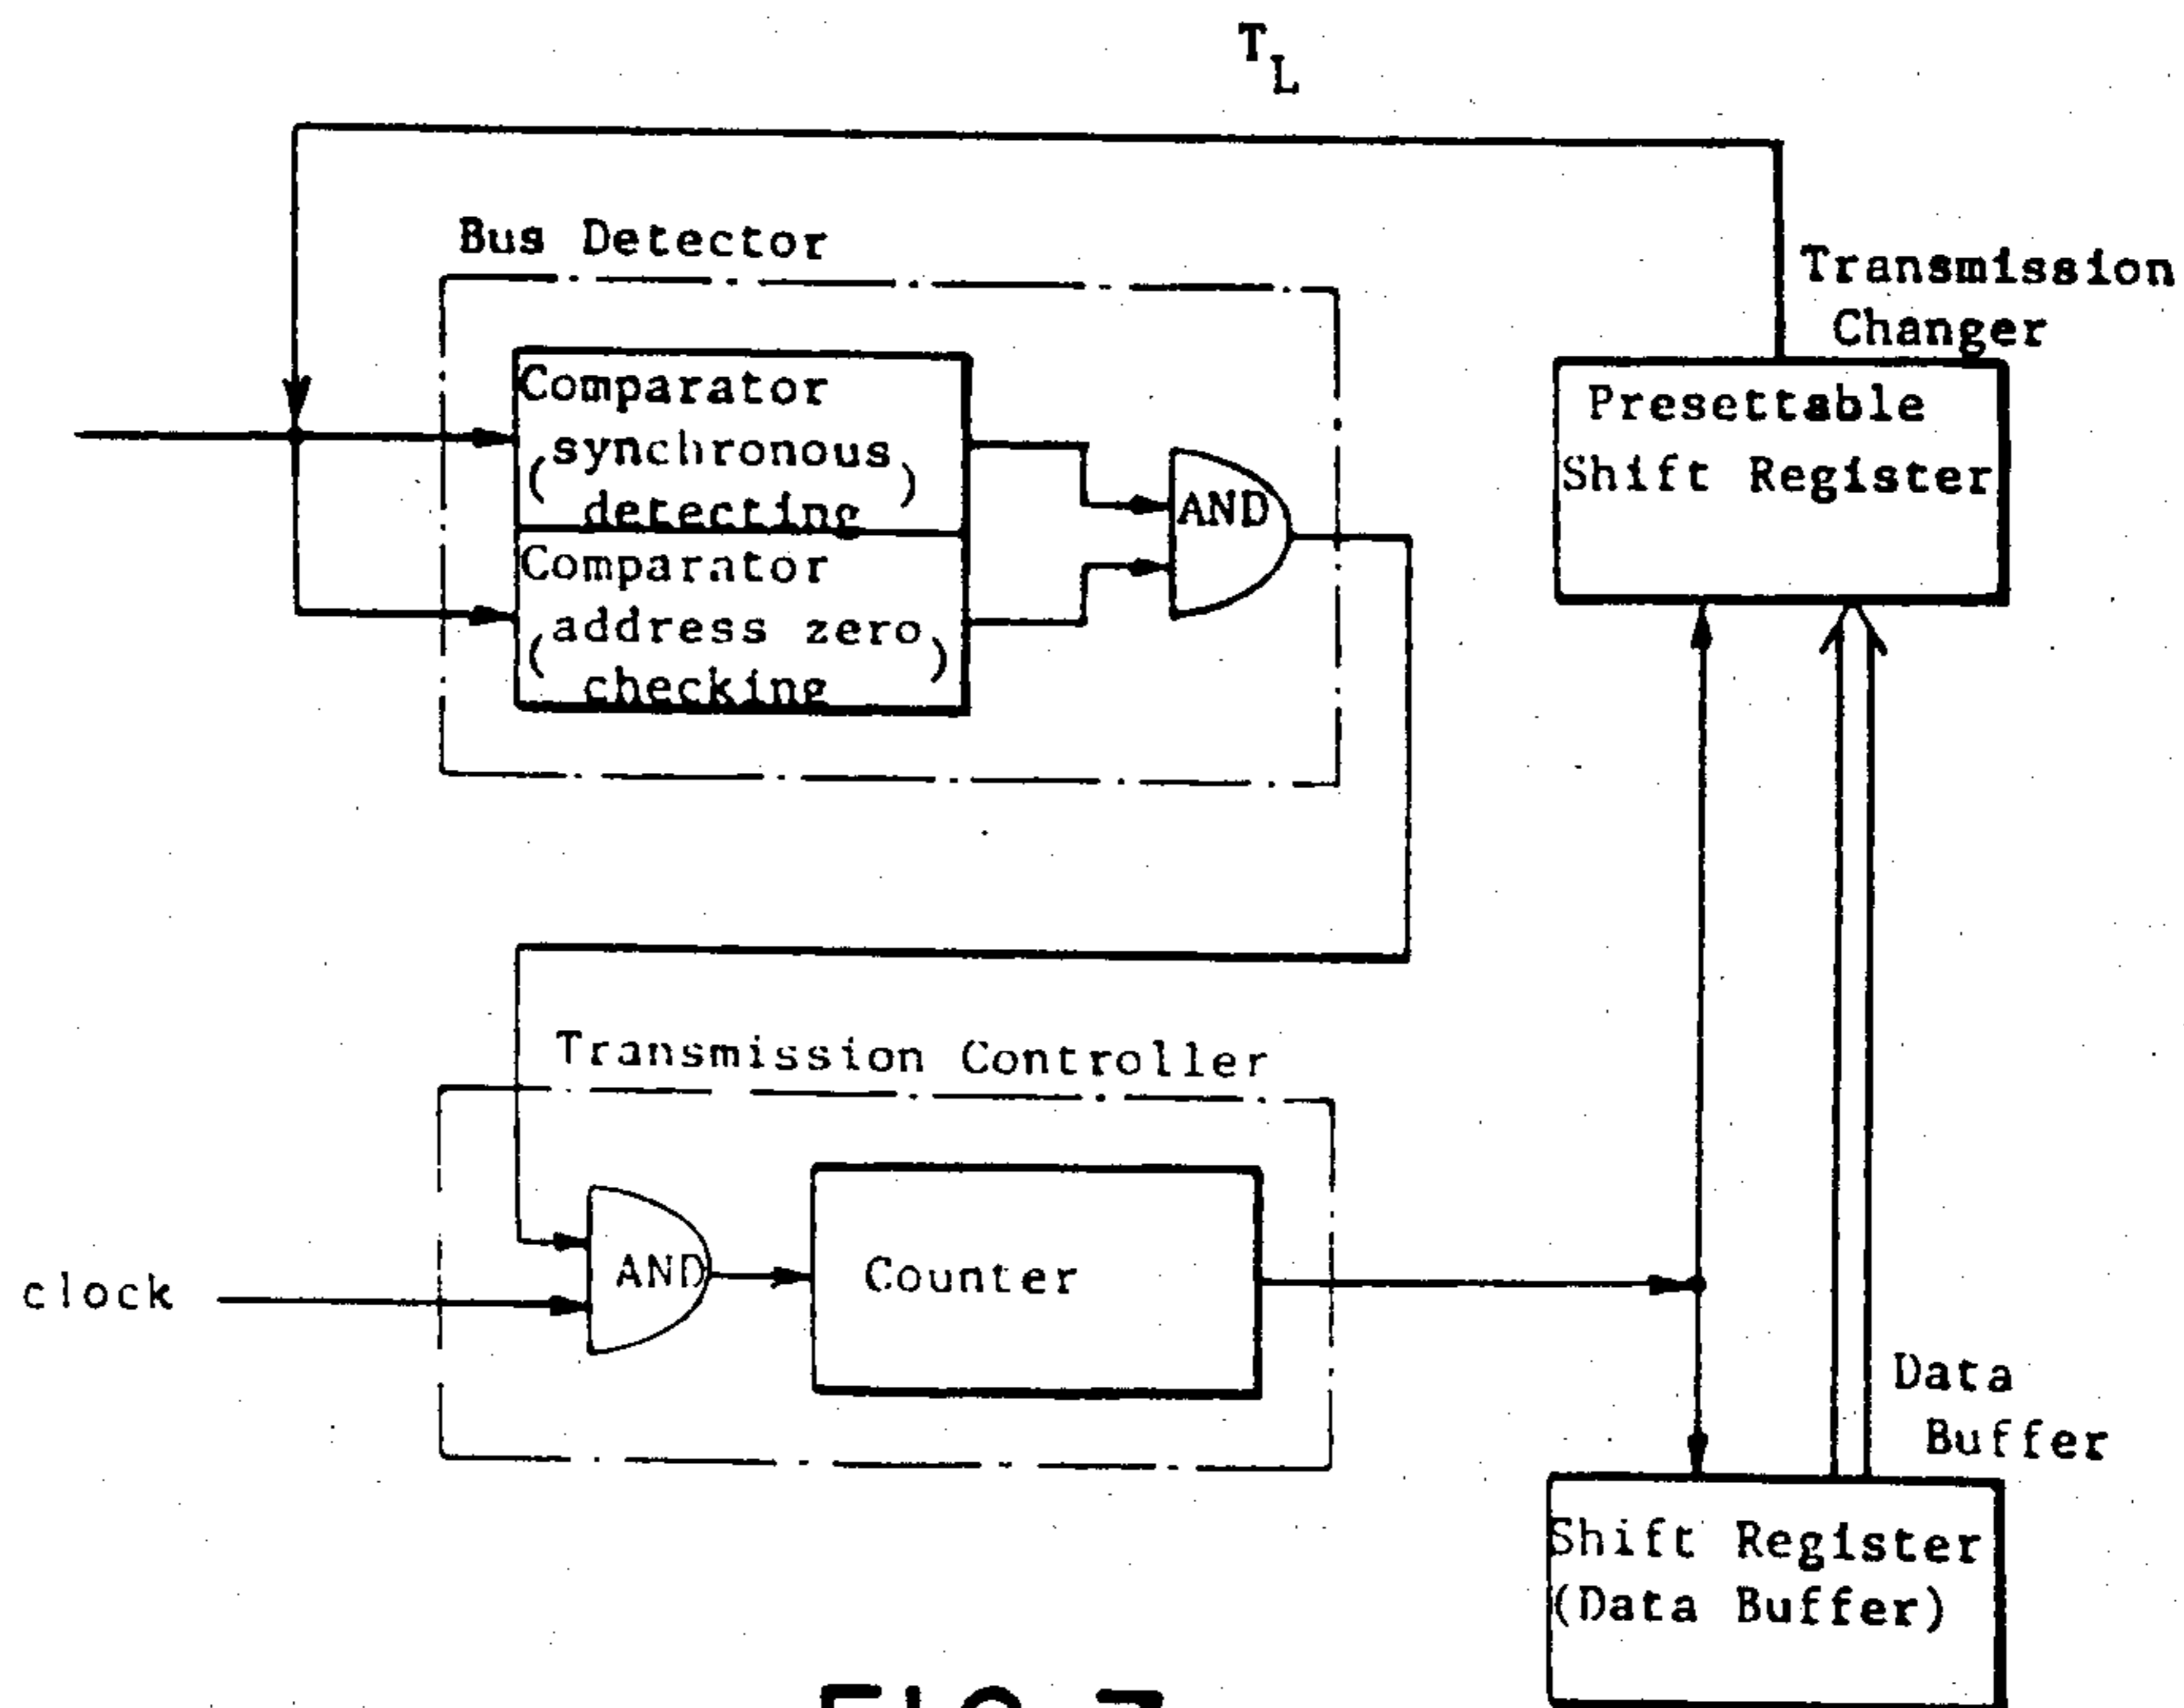 T_L
Bus Detector
Transmission
Changer
Comparator
(synchronous)
detecting
AND
Presettable
Shift Register
Comparator
(address zero)
checking
Transmission Controller
AND
Counter
clock
Data
Buffer
Shift Register
(Data Buffer)